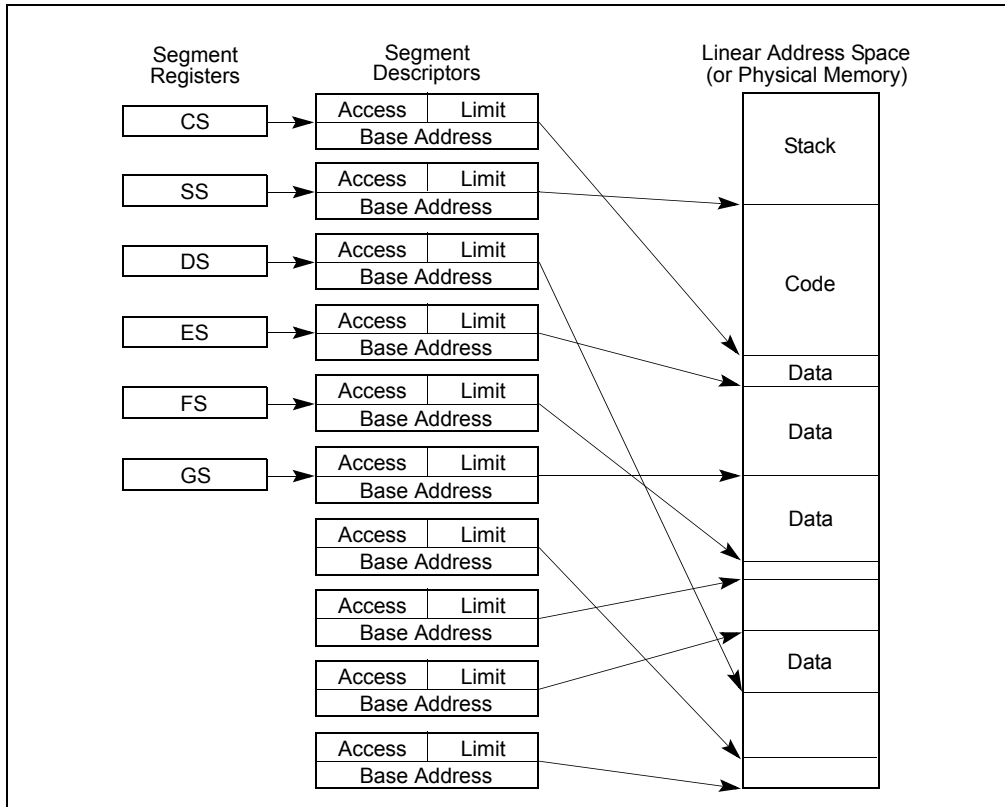 Segment
Registers
Segment
Descriptors
Linear Address Space
(or Physical Memory)
CS
Access Limit
Base Address
Stack
SS
Access Limit
Base Address
DS
Access Limit
Base Address
Code
ES
Access Limit
Base Address
Data
FS
Access Limit
Base Address
Data
GS
Access Limit
Base Address
Data
Access Limit
Base Address
Access Limit
Base Address
Access Limit
Base Address
Data
Access Limit
Base Address